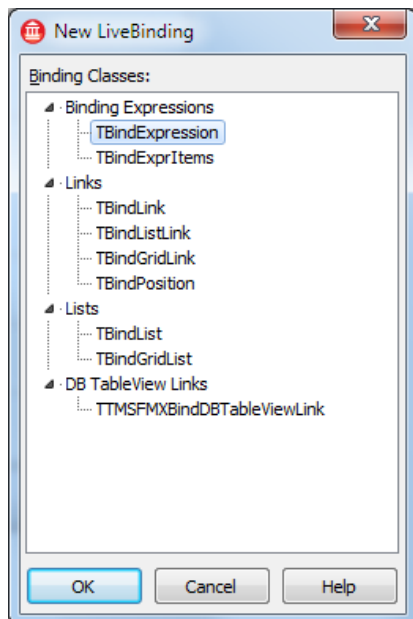 New LiveBinding
Binding Classes:
Binding Expressions
TBindExpression
TBindExprItems
Links
TBindLink
TBindListLink
TBindGridLink
TBindPosition
Lists
TBindList
TBindGridList
DB TableView Links
TTMSFMXBindDBTableViewLink
OK Cancel Help